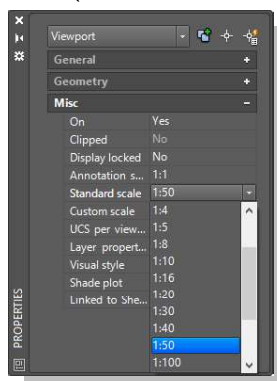 Viewport
General
Geometry
Misc
On Yes
Clipped No
Display locked No
Annotation s... 1:1
Standard scale 1:50
Custom scale 1:4
UCS per view... 1:5
Layer propert... 1:8
Visual style 1:10
Shade plot 1:16
Linked to She... 1:20
1:30
1:40
1:50
1:100
PROPERTIES